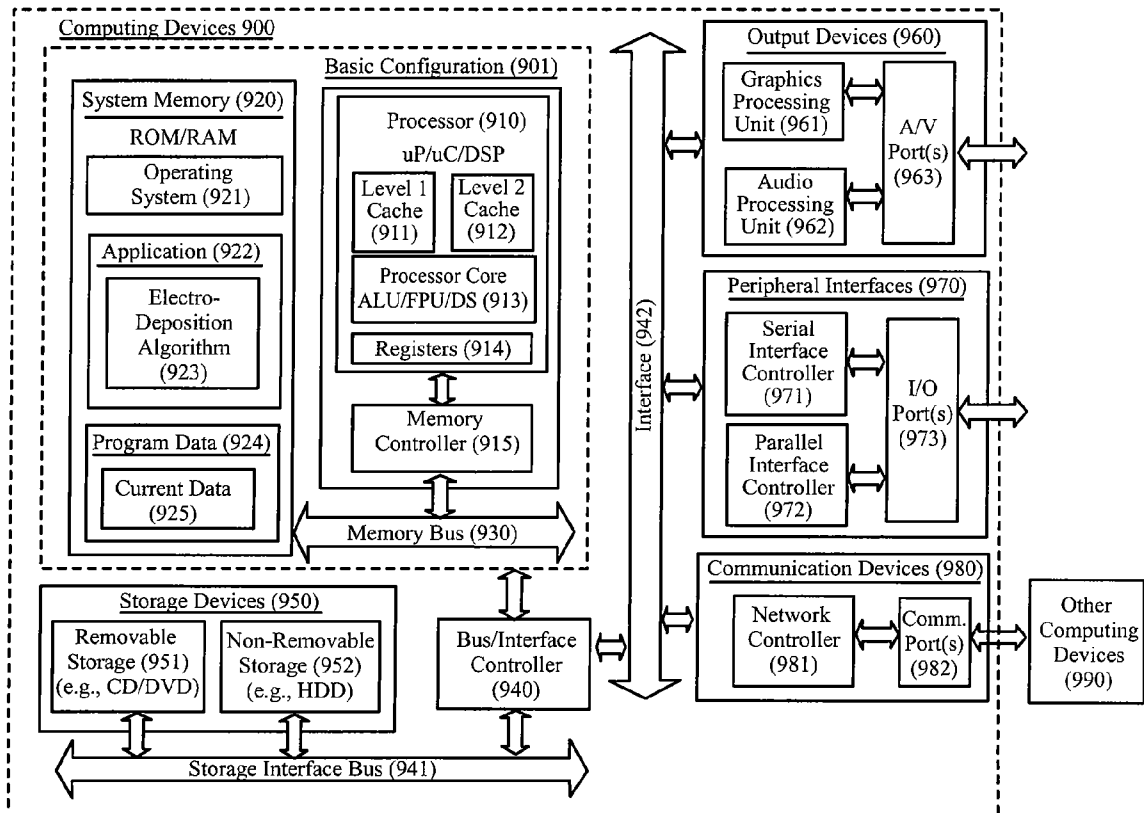 Computing Devices 900
Basic Configuration (901)
System Memory (920)
ROM/RAM
Operating
System (921)
Application (922)
Electro-
Deposition
Algorithm
(923)
Program Data (924)
Current Data
(925)
Processor (910)
uP/uC/DSP
Level 1
Cache
(911)
Level 2
Cache
(912)
Processor Core
ALU/FPU/DS (913)
Registers (914)
Memory
Controller (915)
Memory Bus (930)
Storage Devices (950)
Removable
Storage (951)
(e.g., CD/DVD)
Non-Removable
Storage (952)
(e.g., HDD)
Bus/Interface
Controller
(940)
Storage Interface Bus (941)
Interface (942)
Output Devices (960)
Graphics
Processing
Unit (961)
Audio
Processing
Unit (962)
A/V
Port(s)
(963)
Peripheral Interfaces (970)
Serial
Interface
Controller
(971)
Parallel
Interface
Controller
(972)
I/O
Port(s)
(973)
Communication Devices (980)
Network
Controller
(981)
Comm.
Port(s)
(982)
Other
Computing
Devices
(990)